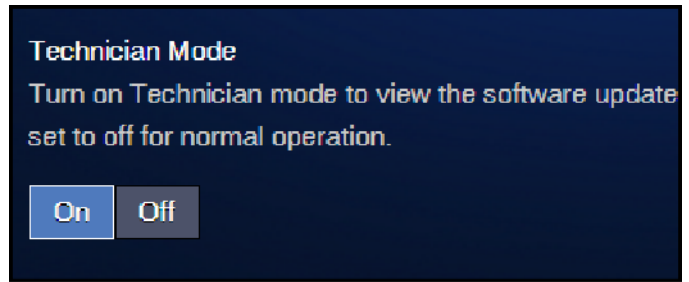 Technician Mode
Turn on Technician mode to view the software update
set to off for normal operation.
On Off